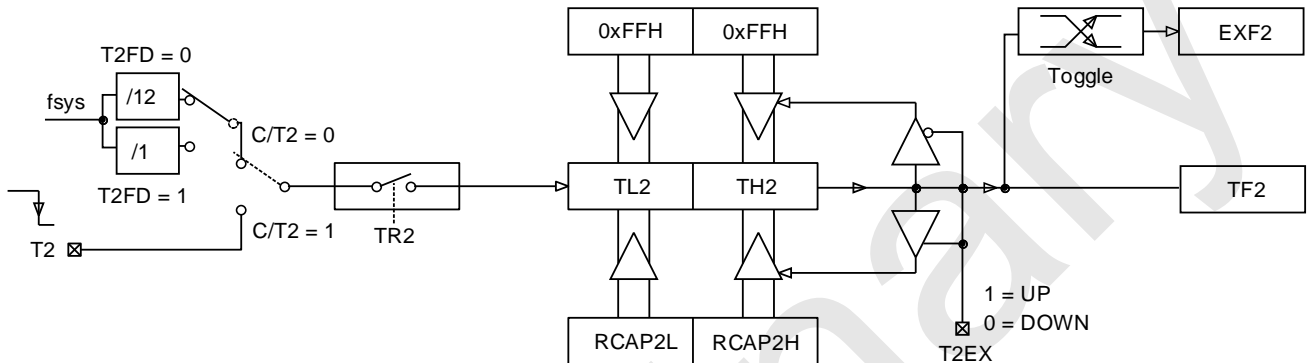 0xFFH 0xFFH
EXF2
Toggle
T2FD = 0
/12
fsys
/1
T2FD = 1
C/T2 = 0
C/T2 = 1
TR2
T2
TL2 TH2
TF2
RCAP2L RCAP2H
1 = UP
0 = DOWN
T2EX
nary